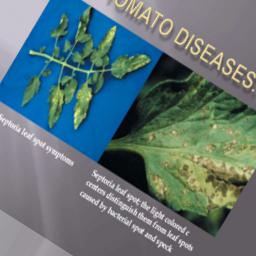 TOMATO DISEASES.
Septoria leaf spot symptoms
Septoria leaf spot; the light colored c
centers distinguish them from leaf spots
caused by bacterial spot and speck